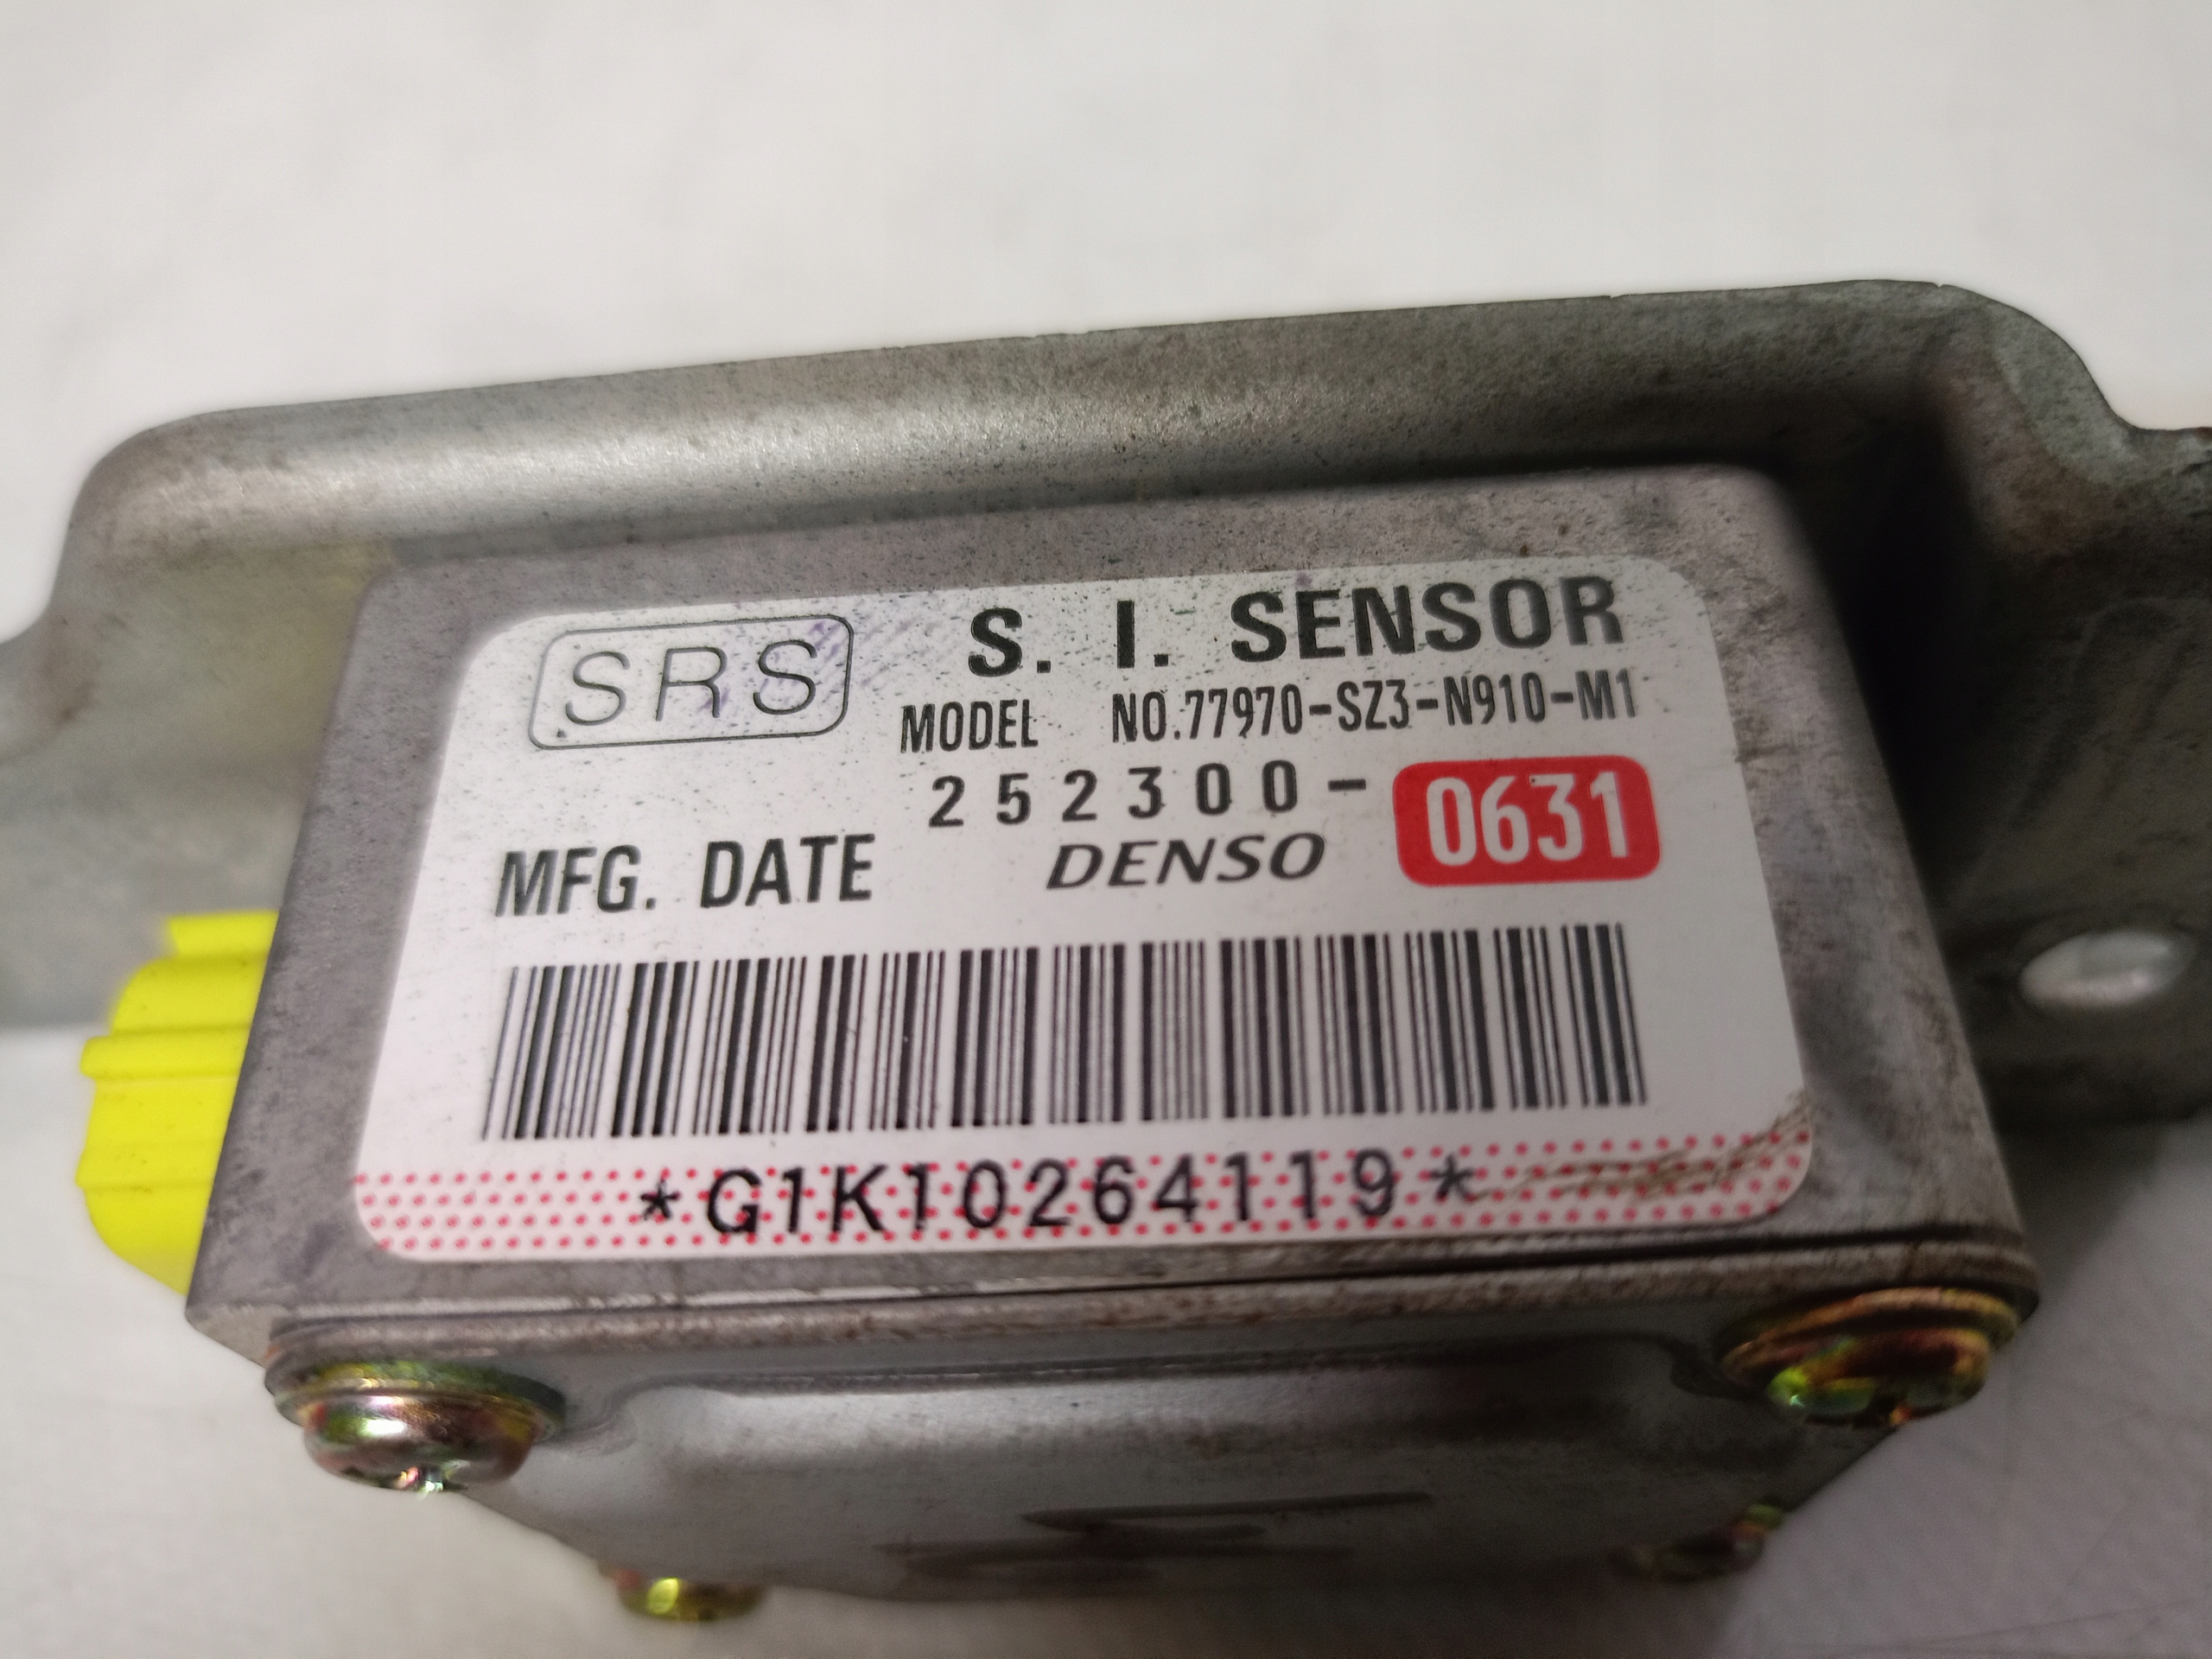 SRS S. I. SENSOR
MODEL NO.77970-SZ3-N910-M1
252300- 0631
MFG. DATE DENSO
*G1K10264119*